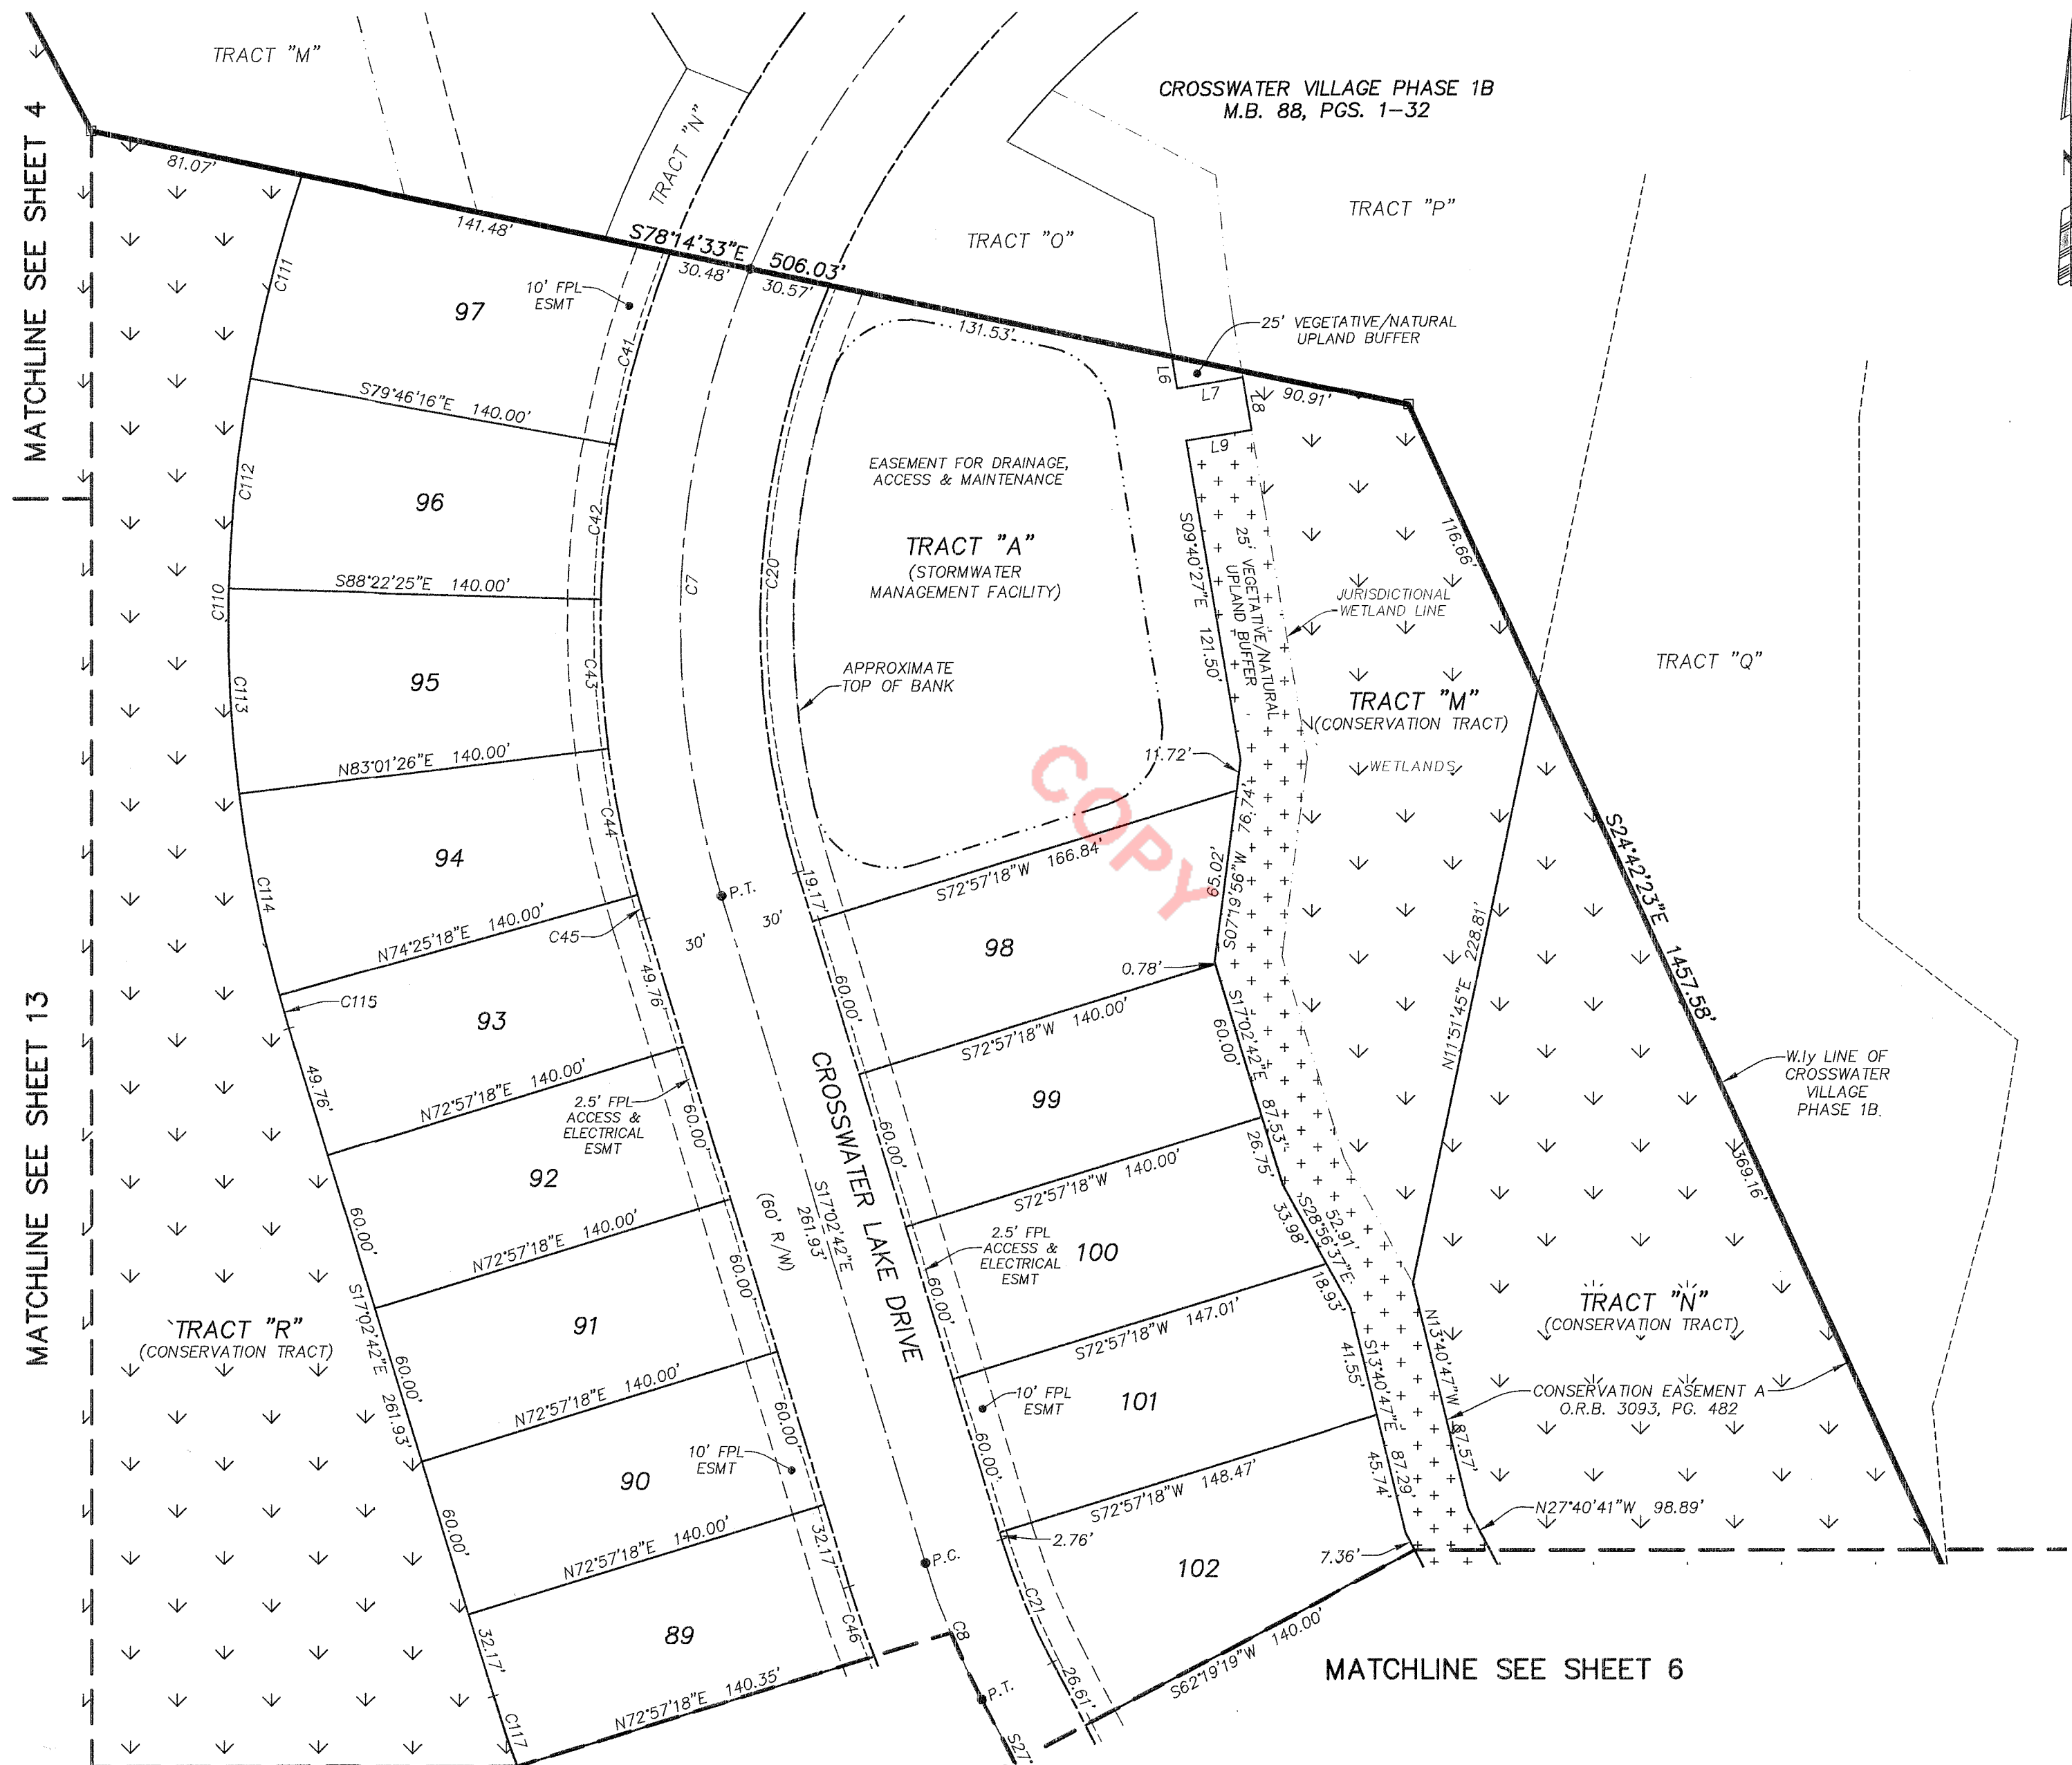 TRACT "M"
CROSSWATER VILLAGE PHASE 1B
M.B. 88, PGS. 1-32
MATCHLINE SEE SHEET 4
TRACT "N"
TRACT "O"
TRACT "P"
81.07'
141.48'
S78°14'33"E 506.03'
30.48'
30.57'
131.53'
90.91'
25' VEGETATIVE/NATURAL
UPLAND BUFFER
L6
L7
L8
L9
C111
97
10' FPL
ESMT
C41
S79°46'16"E 140.00'
C112
96
C42
EASEMENT FOR DRAINAGE,
ACCESS & MAINTENANCE
TRACT "A"
(STORMWATER
MANAGEMENT FACILITY)
S09°40'27"E 121.50'
25' VEGETATIVE/NATURAL
UPLAND BUFFER
116.66'
JURISDICTIONAL
WETLAND LINE
S88°22'25"E 140.00'
C110
C7
C20
95
C43
C113
APPROXIMATE
TOP OF BANK
TRACT "M"
(CONSERVATION TRACT)
WETLANDS
TRACT "Q"
N83°01'26"E 140.00'
11.72'
COPY
94
C44
C114
P.T.
19.17'
S72°57'18"W 166.84'
65.02'
S07°19'59"W 76.74'
S24°42'23"E 1457.58'
N74°25'18"E 140.00'
C45
30'
30'
98
0.78'
N11°51'45"E 228.81'
C115
93
49.76'
60.00'
S72°57'18"W 140.00'
S17°02'42"E 87.53'
60.00'
MATCHLINE SEE SHEET 13
49.76'
N72°57'18"E 140.00'
2.5' FPL
ACCESS &
ELECTRICAL
ESMT
60.00'
CROSSWATER LAKE DRIVE
99
60.00'
26.75'
W.ly LINE OF
CROSSWATER
VILLAGE
PHASE 1B.
369.16'
92
60.00'
N72°57'18"E 140.00'
60.00'
(60' R/W)
S17°02'42"E
261.93'
S72°57'18"W 140.00'
2.5' FPL
ACCESS &
ELECTRICAL
ESMT
100
60.00'
33.98'
S28°56'37"E
52.91'
18.93'
TRACT "R"
(CONSERVATION TRACT)
S17°02'42"E 261.93'
91
60.00'
N72°57'18"E 140.00'
60.00'
S72°57'18"W 147.01'
10' FPL
ESMT
101
60.00'
41.55'
S13°40'47"E 87.29'
N13°40'47"W 87.57'
TRACT "N"
(CONSERVATION TRACT)
CONSERVATION EASEMENT A
O.R.B. 3093, PG. 482
10' FPL
ESMT
90
60.00'
N72°57'18"E 140.00'
32.17'
P.C.
S72°57'18"W 148.47'
2.76'
45.74'
N27°40'41"W 98.89'
7.36'
102
89
32.17'
C117
N72°57'18"E 140.35'
C46
C8
P.T.
S27°
C21
26.61'
S62°19'19"W 140.00'
MATCHLINE SEE SHEET 6